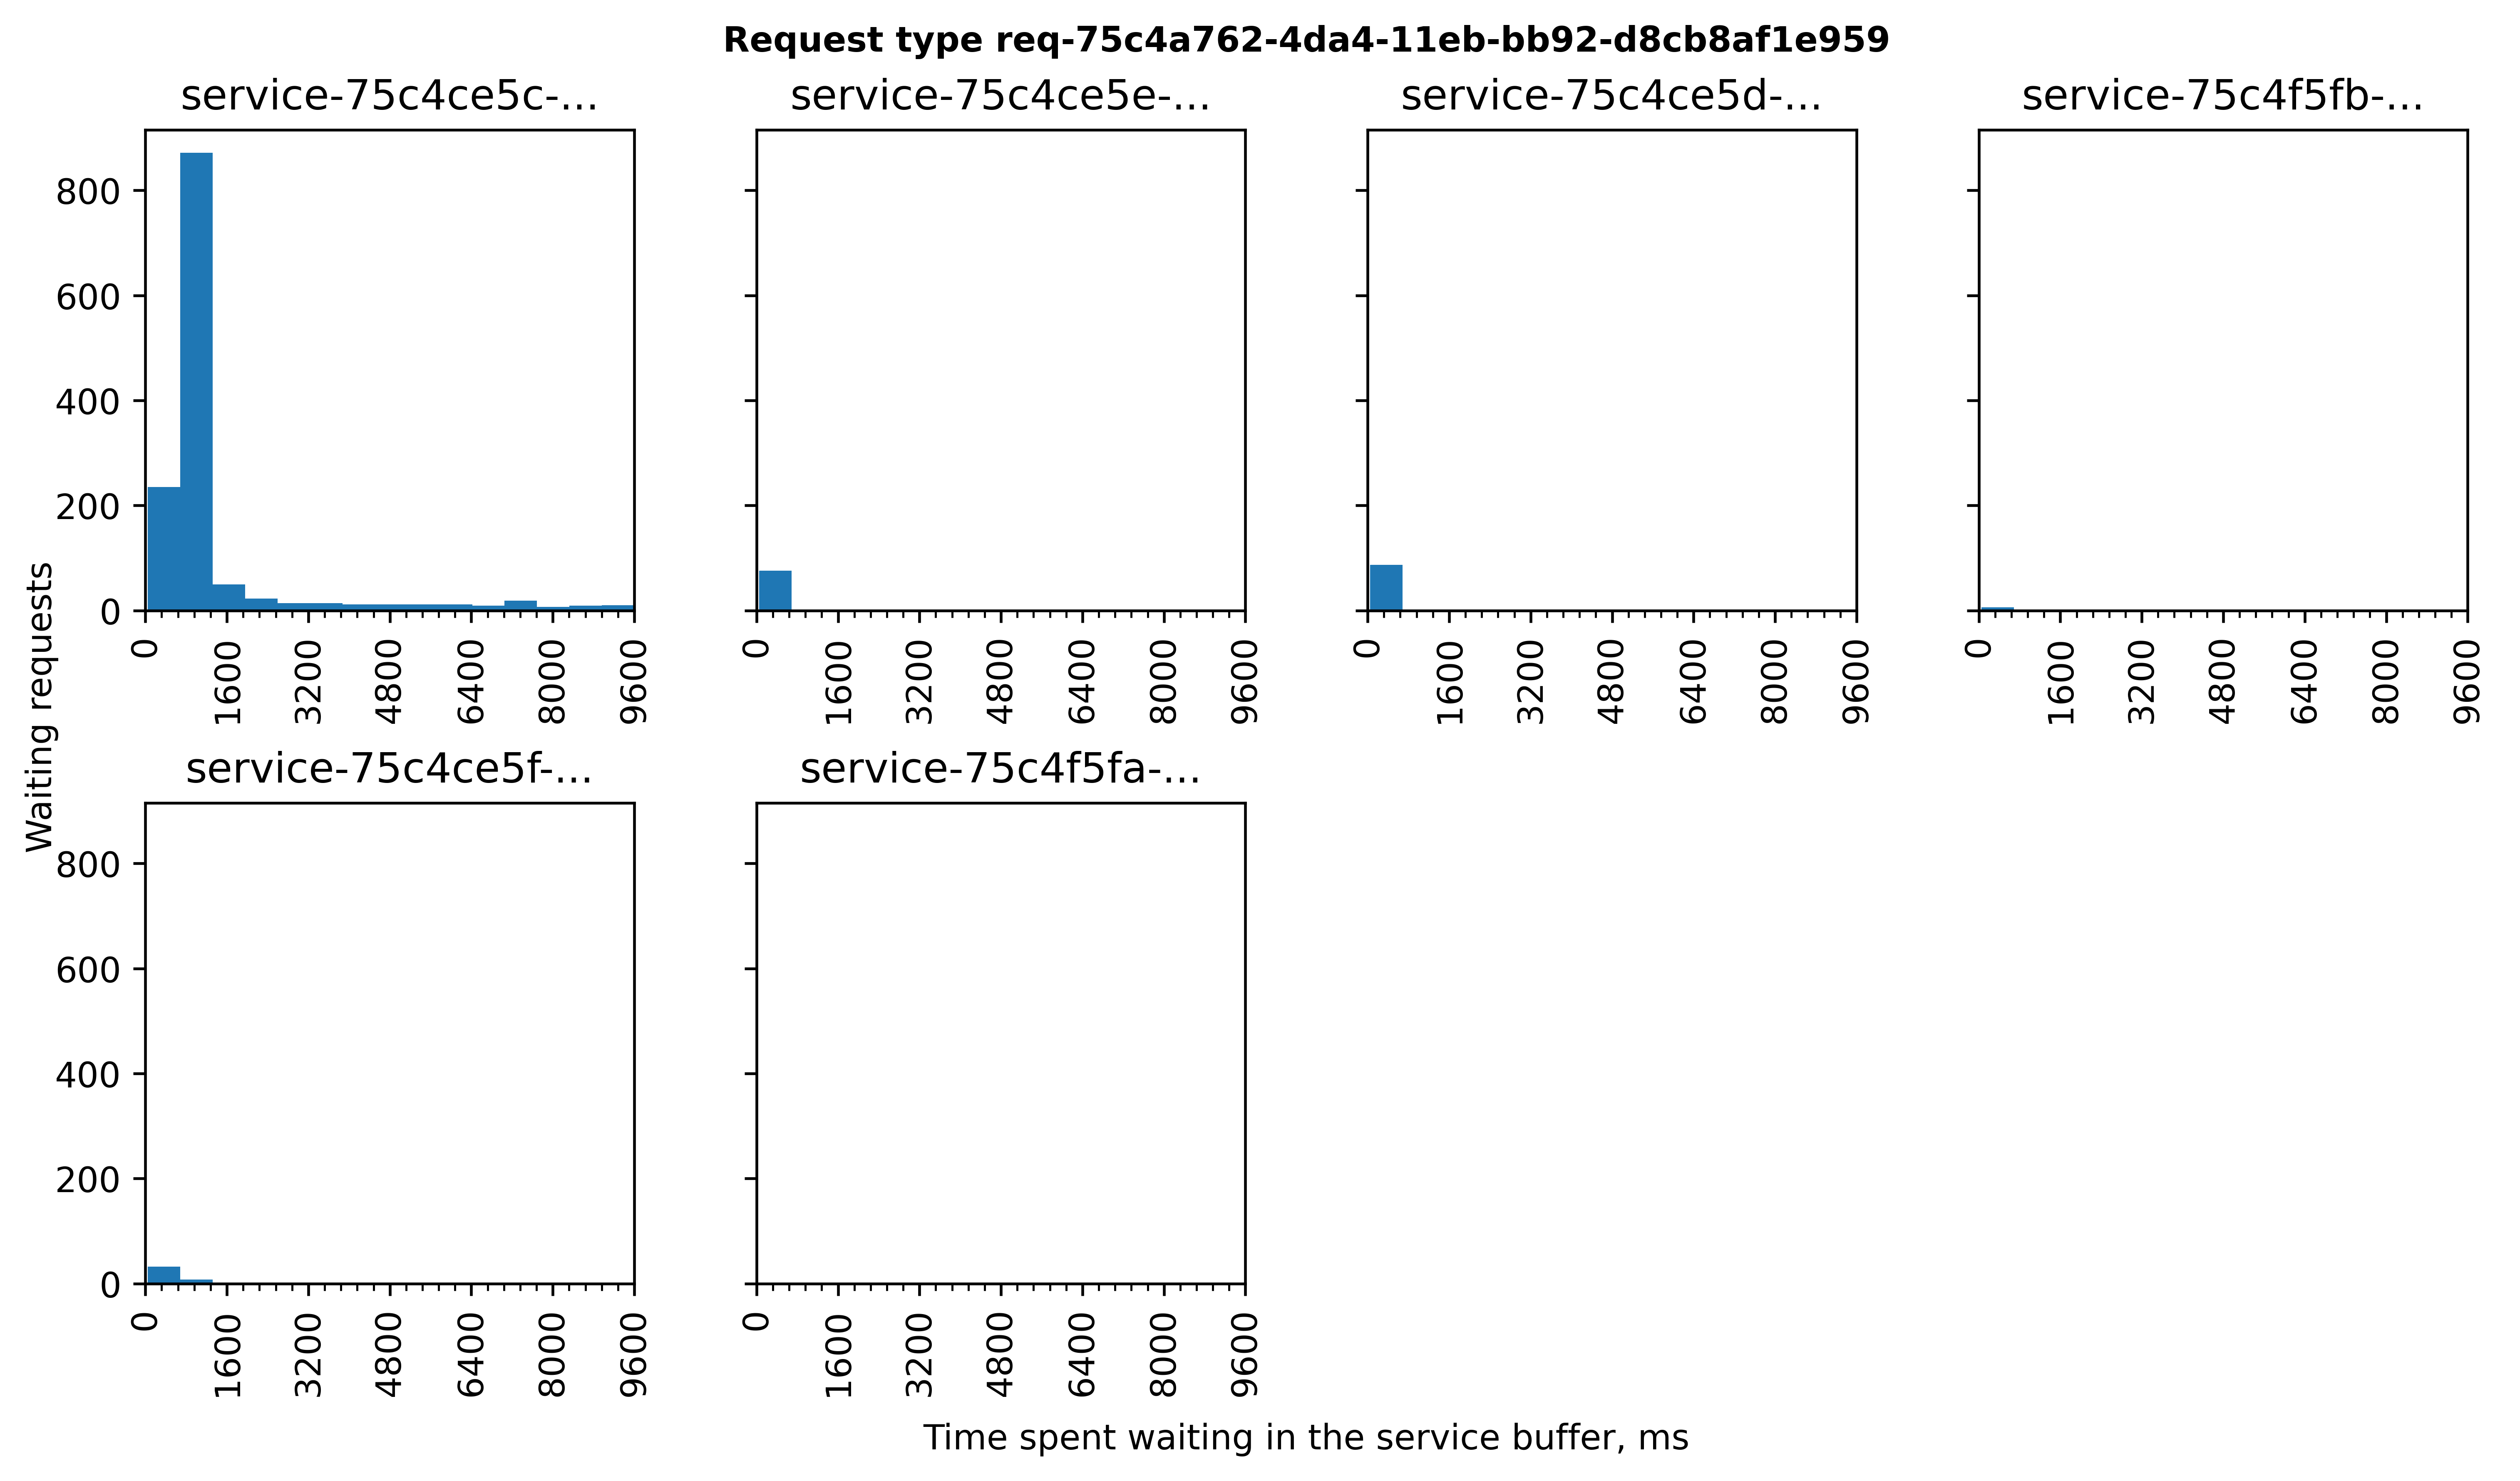 Request type req-75c4a762-4da4-11eb-bb92-d8cb8af1e959
service-75c4ce5c-...
service-75c4ce5e-...
service-75c4ce5d-...
service-75c4f5fb-...
800
600
400
200
0
0 1600 3200 4800 6400 8000 9600
0 1600 3200 4800 6400 8000 9600
0 1600 3200 4800 6400 8000 9600
0 1600 3200 4800 6400 8000 9600
Waiting requests
service-75c4ce5f-...
service-75c4f5fa-...
800
600
400
200
0
0 1600 3200 4800 6400 8000 9600
0 1600 3200 4800 6400 8000 9600
Time spent waiting in the service buffer, ms